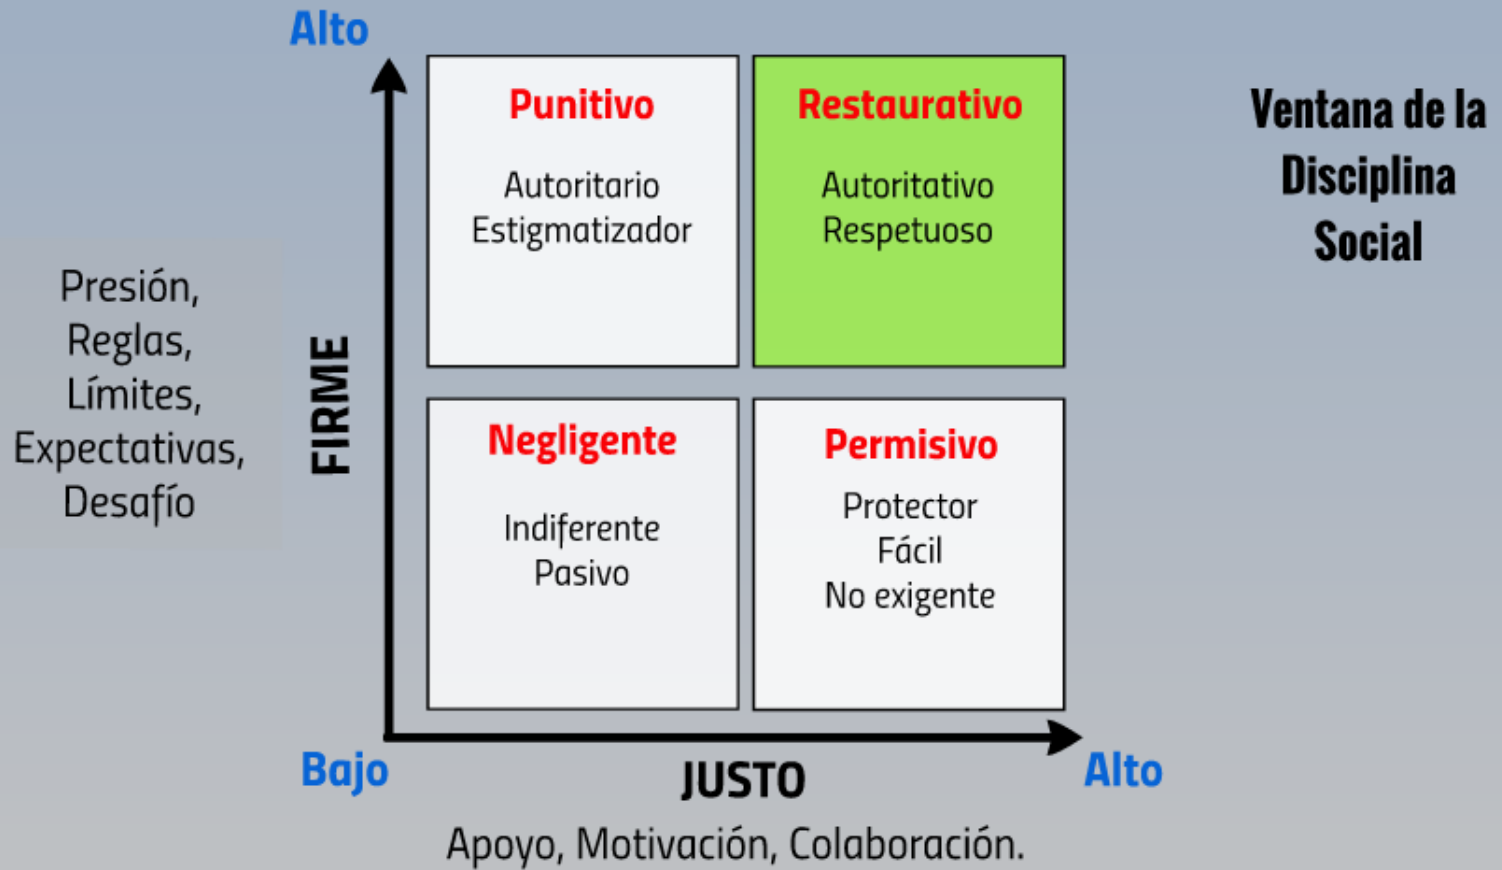 Alto
Punitivo
Autoritario
Estigmatizador
Restaurativo
Autoritativo
Respetuoso
Ventana de la
Disciplina
Social
Presión,
Reglas,
Límites,
Expectativas,
Desafío
FIRME
Negligente
Indiferente
Pasivo
Permisivo
Protector
Fácil
No exigente
Bajo
JUSTO
Alto
Apoyo, Motivación, Colaboración.